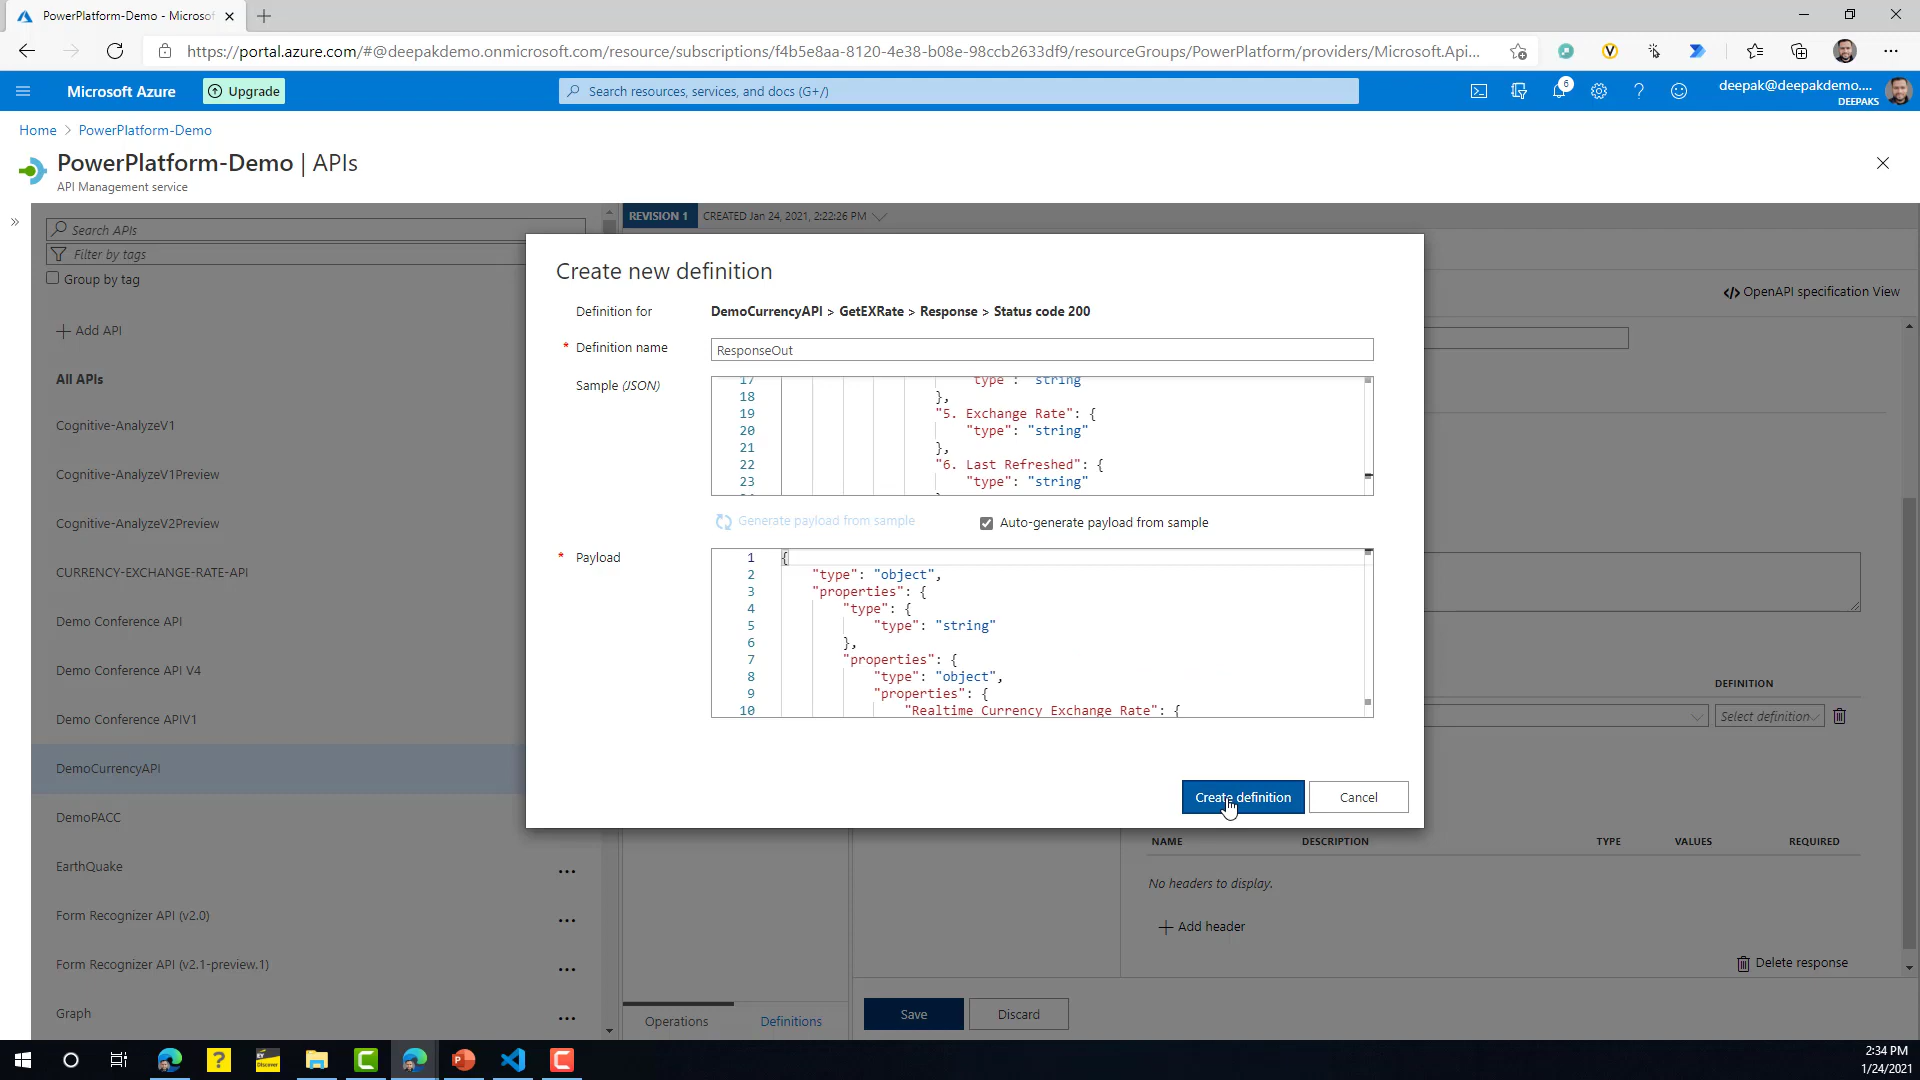 PowerPlatform-Demo - Microsof
https://portal.azure.com/#@deepakdemo.onmicrosoft.com/resource/subscriptions/f4b5e8aa-8120-4e38-b08e-98ccb2633df9/resourceGroups/PowerPlatform/providers/Microsoft.Api...
Microsoft Azure
Upgrade
Search resources, services, and docs (G+/)
6
deepak@deepakdemo....
DEEPAKS
Home > PowerPlatform-Demo
PowerPlatform-Demo | APIs
API Management service
Search APIs
Filter by tags
Group by tag
Add API
All APIs
Cognitive-AnalyzeV1
Cognitive-AnalyzeV1Preview
Cognitive-AnalyzeV2Preview
CURRENCY-EXCHANGE-RATE-API
Demo Conference API
Demo Conference API V4
Demo Conference APIV1
DemoCurrencyAPI
DemoPACC
EarthQuake
Form Recognizer API (v2.0)
Form Recognizer API (v2.1-preview.1)
Graph
REVISION 1
CREATED Jan 24, 2021, 2:22:26 PM
OpenAPI specification View
Create new definition
Definition for
DemoCurrencyAPI > GetEXRate > Response > Status code 200
* Definition name
ResponseOut
Sample (JSON)
17 "type": "string"
18 },
19 "5. Exchange Rate": {
20 "type": "string"
21 },
22 "6. Last Refreshed": {
23 "type": "string"
Generate payload from sample
Auto-generate payload from sample
* Payload
1 {
2 "type": "object",
3 "properties": {
4 "type": {
5 "type": "string"
6 },
7 "properties": {
8 "type": "object",
9 "properties": {
10 "Realtime Currency Exchange Rate": {
Create definition
Cancel
DEFINITION
Select definition
NAME
DESCRIPTION
TYPE
VALUES
REQUIRED
No headers to display.
Add header
Delete response
Operations
Definitions
Save
Discard
2:34 PM
1/24/2021